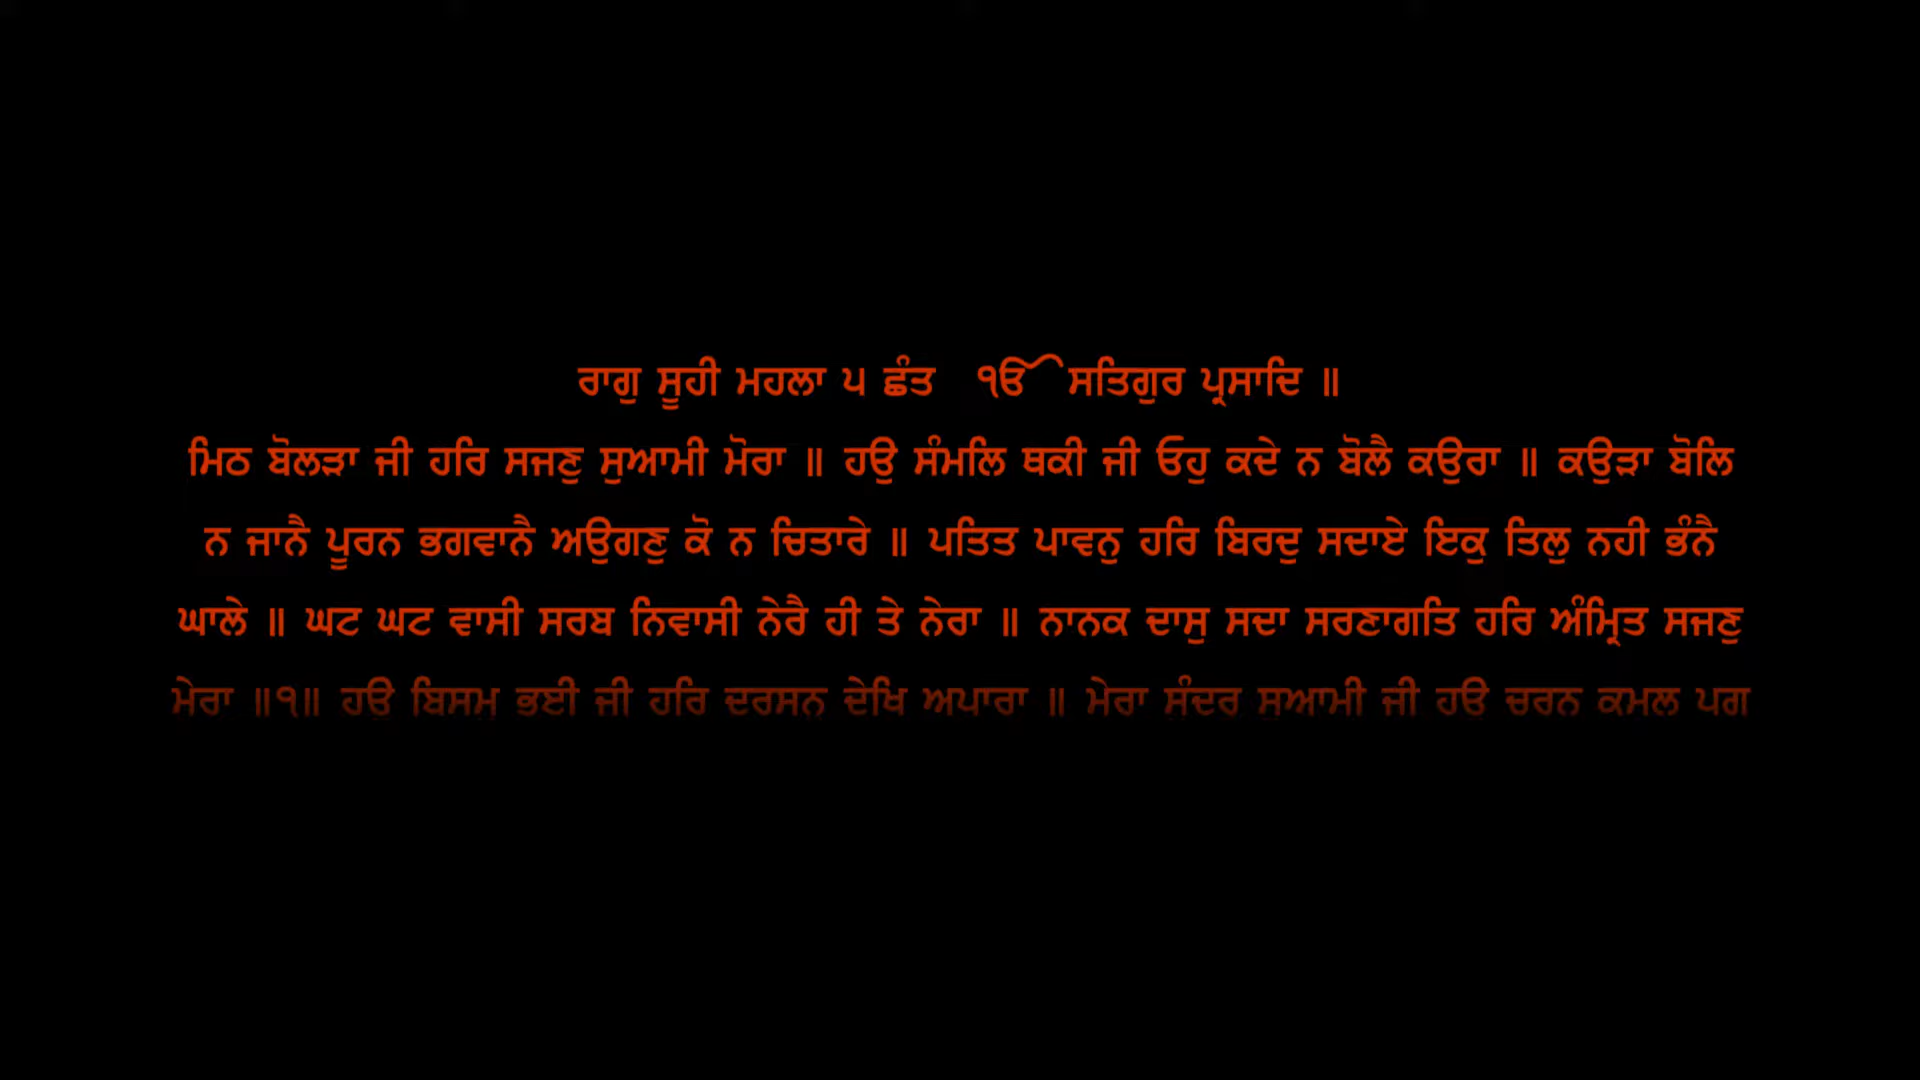 ਰਾਗੁ ਸੂਹੀ ਮਹਲਾ ੫ ਛੰਤ ੴ ਸਤਿਗੁਰ ਪ੍ਰਸਾਦਿ ॥
ਮਿਠ ਬੋਲੜਾ ਜੀ ਹਰਿ ਸਜਣੁ ਸੁਆਮੀ ਮੋਰਾ ॥ ਹਉ ਸੰਮਲਿ ਥਕੀ ਜੀ ਓਹੁ ਕਦੇ ਨ ਬੋਲੈ ਕਉਰਾ ॥ ਕਉੜਾ ਬੋਲਿ
ਨ ਜਾਨੈ ਪੂਰਨ ਭਗਵਾਨੈ ਅਉਗਣੁ ਕੋ ਨ ਚਿਤਾਰੇ ॥ ਪਤਿਤ ਪਾਵਨੁ ਹਰਿ ਬਿਰਦੁ ਸਦਾਏ ਇਕੁ ਤਿਲੁ ਨਹੀ ਭੰਨੈ
ਘਾਲੇ ॥ ਘਟ ਘਟ ਵਾਸੀ ਸਰਬ ਨਿਵਾਸੀ ਨੇਰੈ ਹੀ ਤੇ ਨੇਰਾ ॥ ਨਾਨਕ ਦਾਸੁ ਸਦਾ ਸਰਣਾਗਤਿ ਹਰਿ ਅੰਮ੍ਰਿਤ ਸਜਣੁ
ਮੇਰਾ ॥੧॥ ਹਉ ਬਿਸਮੁ ਭਈ ਜੀ ਹਰਿ ਦਰਸਨੁ ਦੇਖਿ ਅਪਾਰਾ ॥ ਮੇਰਾ ਸੁੰਦਰੁ ਸੁਆਮੀ ਜੀ ਹਉ ਚਰਨ ਕਮਲ ਪਗ